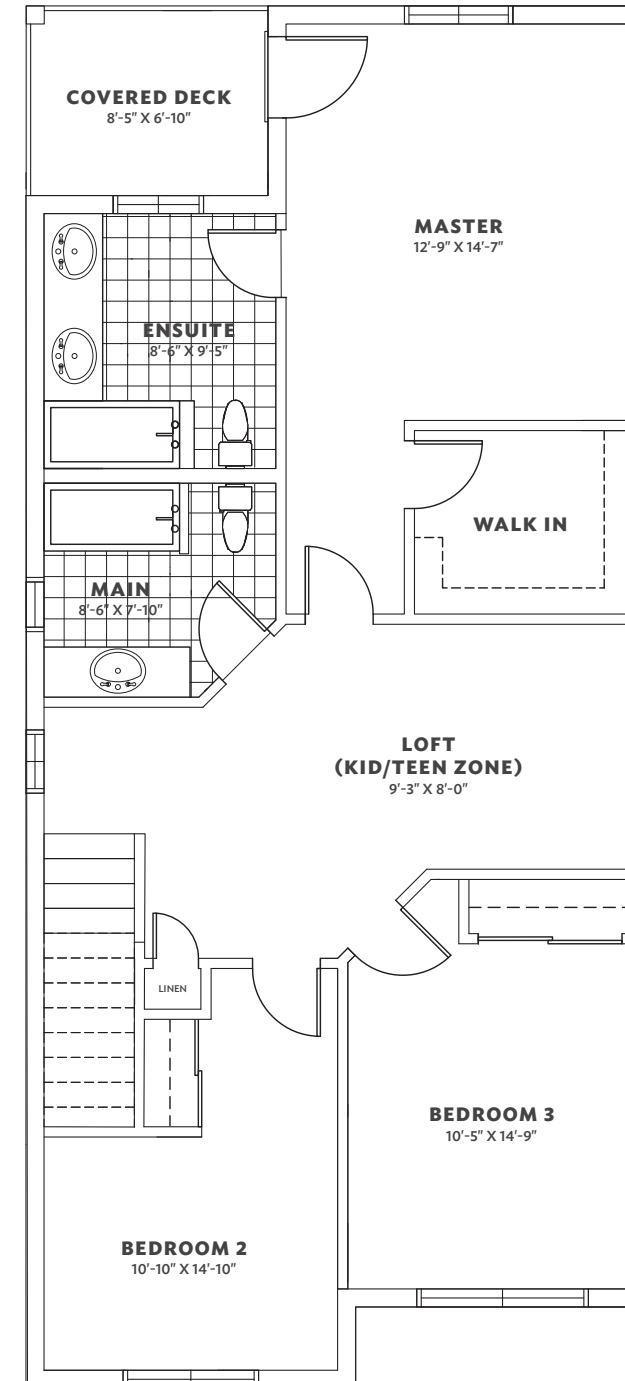 COVERED DECK
8'-5" X 6'-10"
MASTER
12'-9" X 14'-7"
ENSUITE
8'-6" X 9'-5"
WALK IN
MAIN
8'-6" X 7'-10"
LOFT
(KID/TEEN ZONE)
9'-3" X 8'-0"
LINEN
BEDROOM 3
10'-5" X 14'-9"
BEDROOM 2
10'-10" X 14'-10"